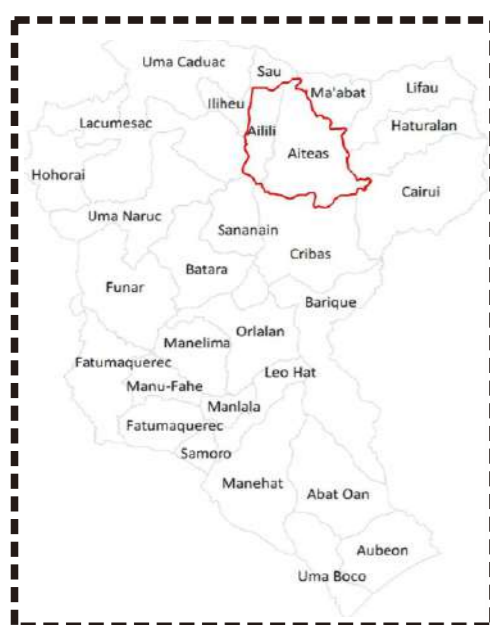 Uma Caduac
Sau
Iliheu
Ma'abat
Lifau
Lacumesac
Ailili
Haturalan
Aiteas
Hohorai
Cairui
Uma Naruc
Sananain
Cribas
Batara
Funar
Barique
Orlalan
Manelima
Fatumaquerec
Leo Hat
Manu-Fahe
Manlala
Fatumaquerec
Samoro
Manehat
Abat Oan
Aubeon
Uma Boco